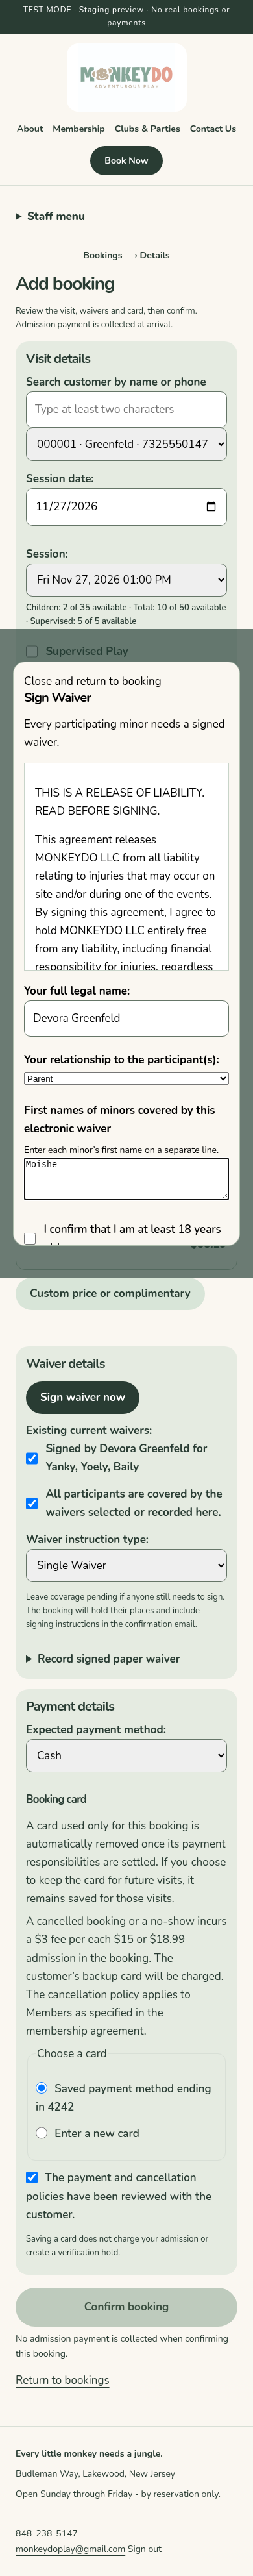 TEST MODE · Staging preview · No real bookings or
payments
MONKEYDO
ADVENTUROUS PLAY
About Membership Clubs & Parties Contact Us
Book Now
▶ Staff menu
Bookings › Details
Add booking
Review the visit, waivers and card, then confirm.
Admission payment is collected at arrival.
Visit details
Search customer by name or phone
Type at least two characters
000001 · Greenfeld · 7325550147
Session date:
11/27/2026
Session:
Fri Nov 27, 2026 01:00 PM
Children: 2 of 35 available · Total: 10 of 50 available
· Supervised: 5 of 5 available
Supervised Play
Close and return to booking
Sign Waiver
Every participating minor needs a signed
waiver.
THIS IS A RELEASE OF LIABILITY.
READ BEFORE SIGNING.
This agreement releases
MONKEYDO LLC from all liability
relating to injuries that may occur on
site and/or during one of the events.
By signing this agreement, I agree to
hold MONKEYDO LLC entirely free
from any liability, including financial
responsibility for injuries, regardless
Your full legal name:
Devora Greenfeld
Your relationship to the participant(s):
Parent
First names of minors covered by this
electronic waiver
Enter each minor's first name on a separate line.
Moishe
I confirm that I am at least 18 years
Custom price or complimentary
Waiver details
Sign waiver now
Existing current waivers:
Signed by Devora Greenfeld for
Yanky, Yoely, Baily
All participants are covered by the
waivers selected or recorded here.
Waiver instruction type:
Single Waiver
Leave coverage pending if anyone still needs to sign.
The booking will hold their places and include
signing instructions in the confirmation email.
▶ Record signed paper waiver
Payment details
Expected payment method:
Cash
Booking card
A card used only for this booking is
automatically removed once its payment
responsibilities are settled. If you choose
to keep the card for future visits, it
remains saved for those visits.
A cancelled booking or a no-show incurs
a $3 fee per each $15 or $18.99
admission in the booking. The
customer's backup card will be charged.
The cancellation policy applies to
Members as specified in the
membership agreement.
Choose a card
Saved payment method ending
in 4242
Enter a new card
The payment and cancellation
policies have been reviewed with the
customer.
Saving a card does not charge your admission or
create a verification hold.
Confirm booking
No admission payment is collected when confirming
this booking.
Return to bookings
Every little monkey needs a jungle.
Budleman Way, Lakewood, New Jersey
Open Sunday through Friday - by reservation only.
848-238-5147
monkeydoplay@gmail.com Sign out